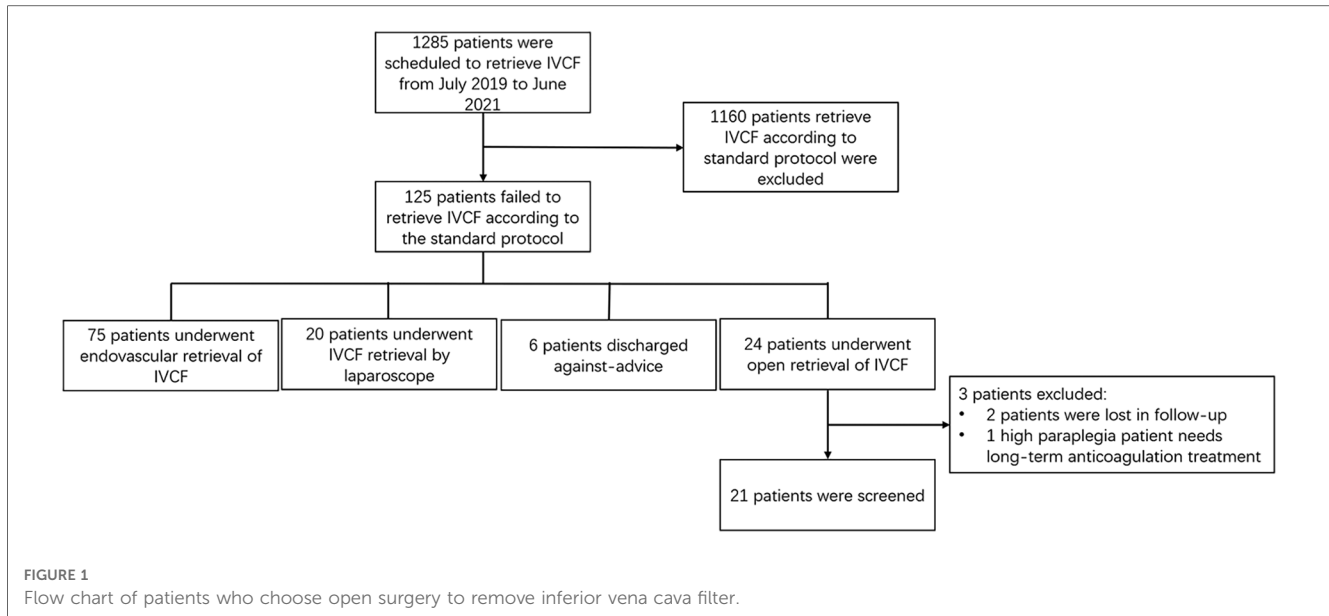 1285 patients were
scheduled to retrieve IVCF
from July 2019 to June
2021
1160 patients retrieve
IVCF according to
standard protocol were
excluded
125 patients failed to
retrieve IVCF according to
the standard protocol
75 patients underwent
endovascular retrieval of
IVCF
20 patients underwent
IVCF retrieval by
laparoscope
6 patients discharged
against-advice
24 patients underwent
open retrieval of IVCF
3 patients excluded:
• 2 patients were lost in follow-up
• 1 high paraplegia patient needs
long-term anticoagulation treatment
21 patients were screened
FIGURE 1
Flow chart of patients who choose open surgery to remove inferior vena cava filter.